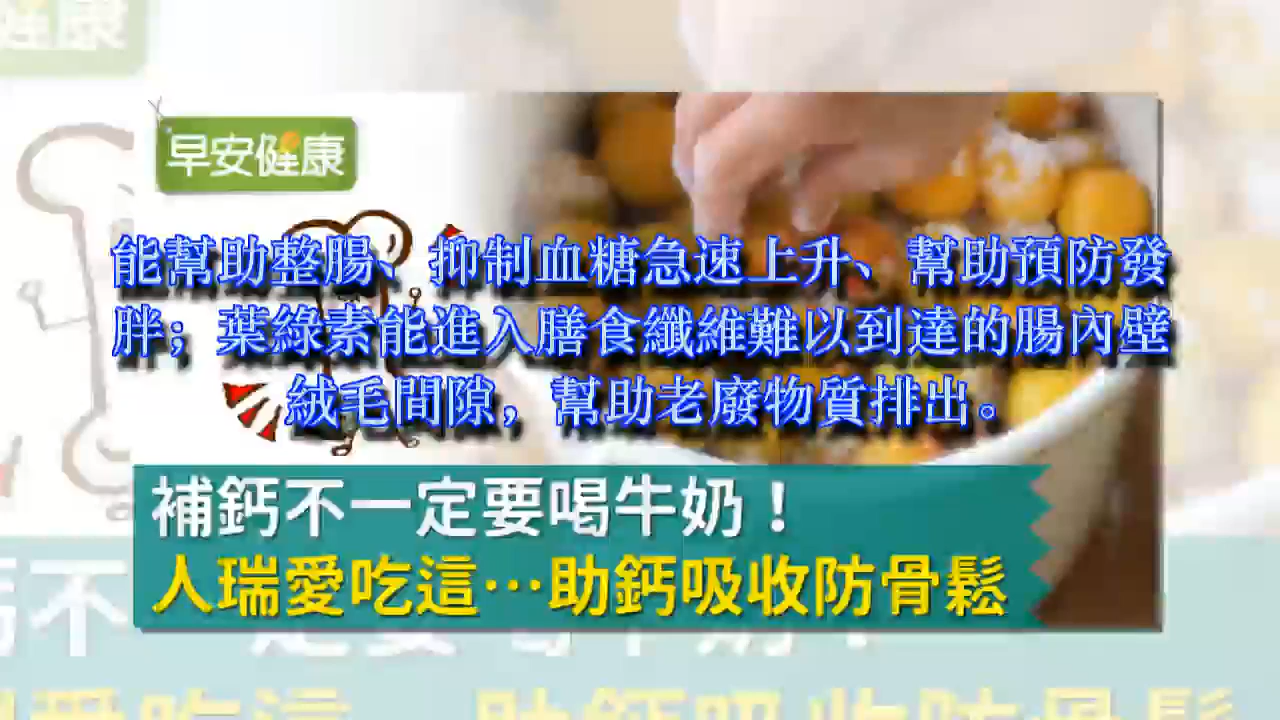 早安健康
能幫助整腸、抑制血糖急速上升、幫助預防發
胖；葉綠素能進入膳食纖維難以到達的腸內壁
絨毛間隙，幫助老廢物質排出。
補鈣不一定要喝牛奶！
人瑞愛吃這…助鈣吸收防骨鬆